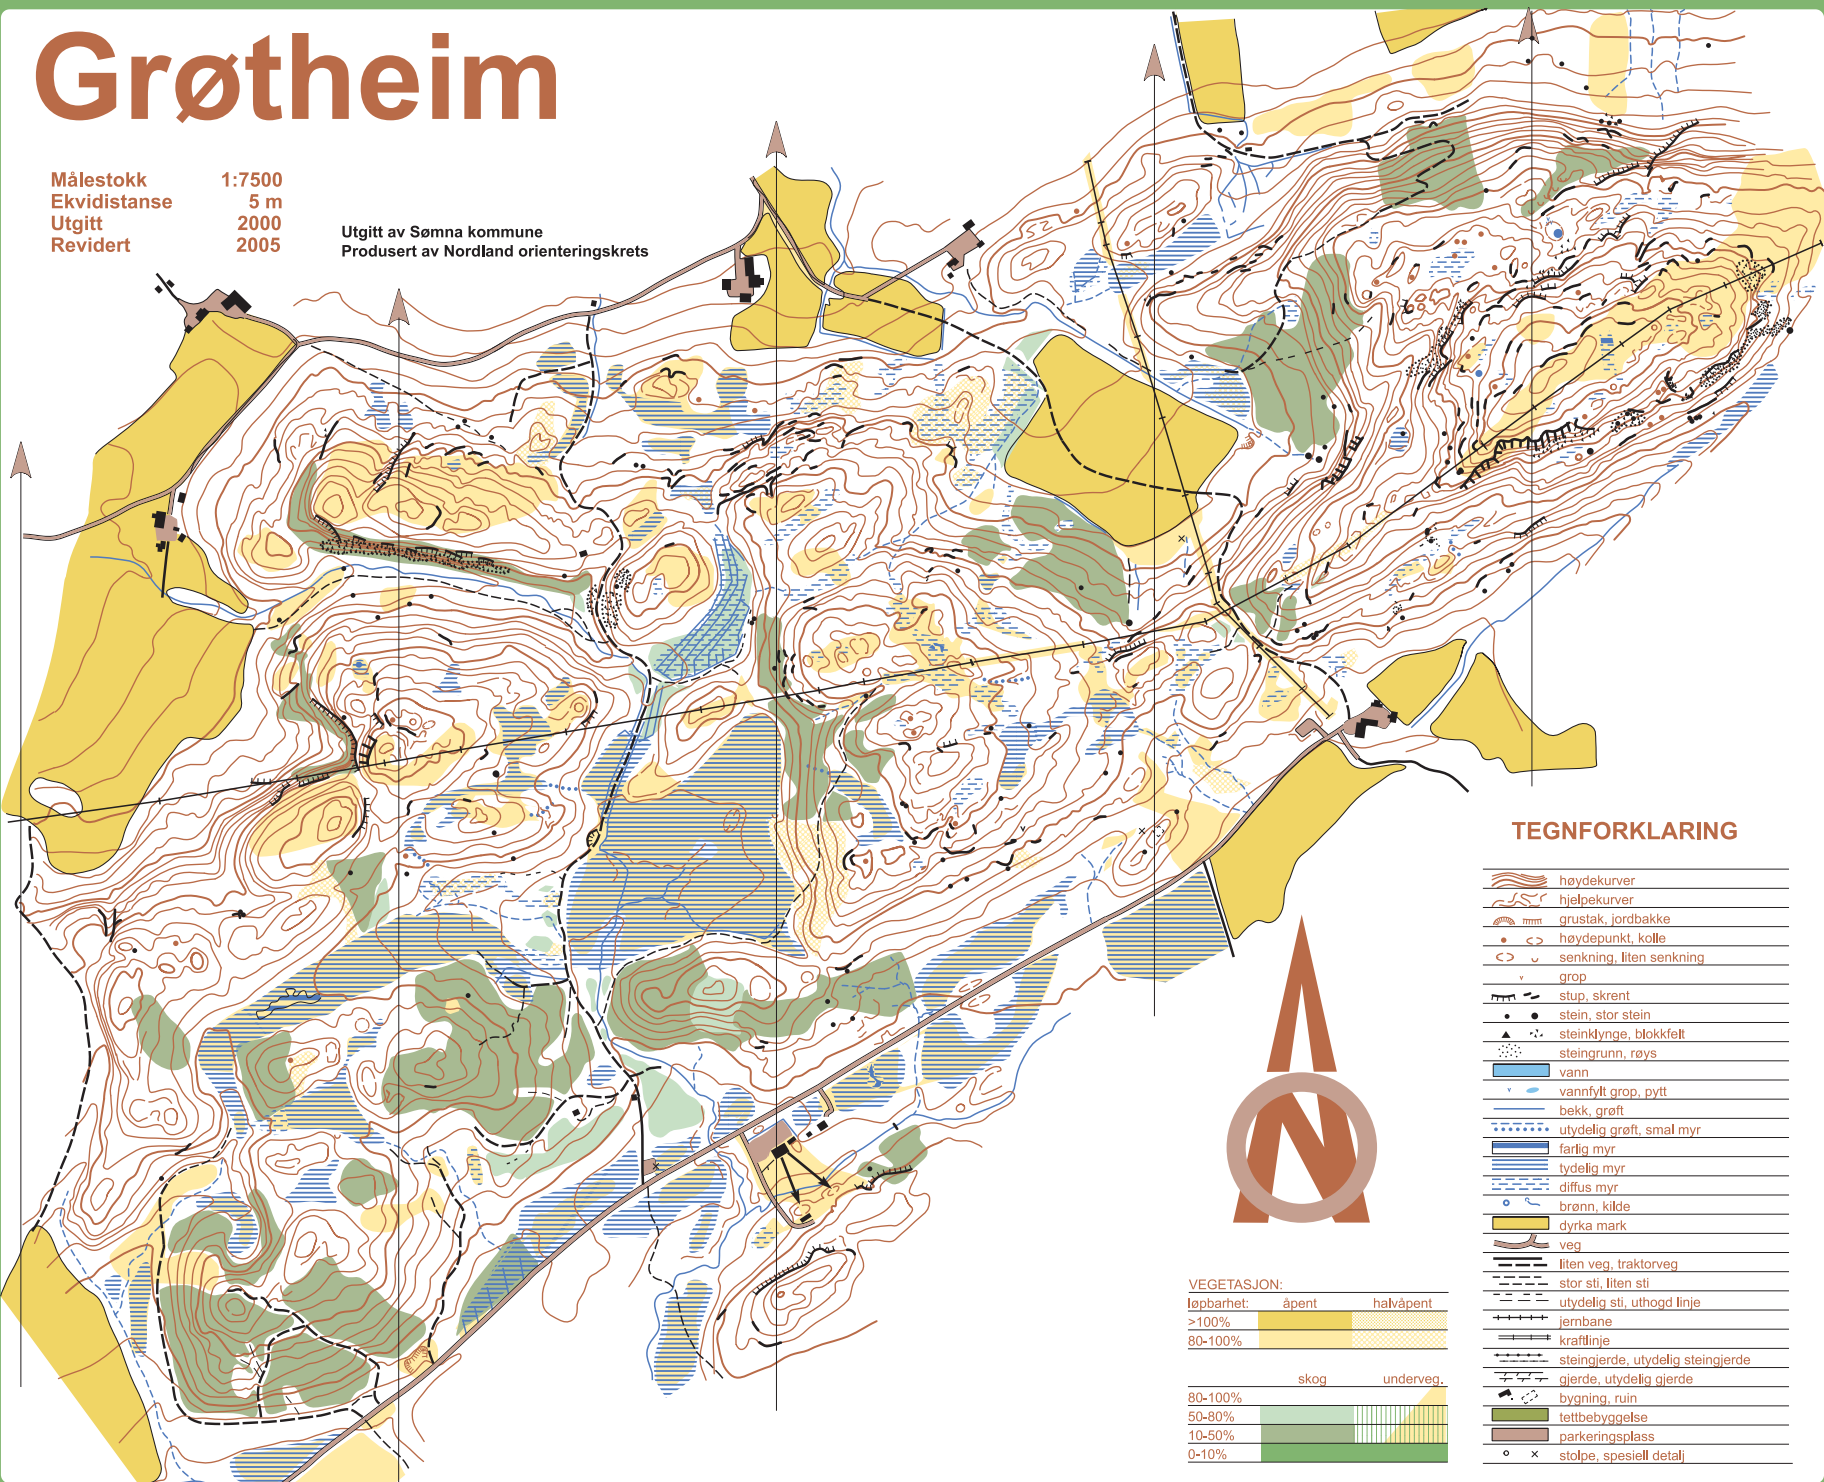 Grøtheim
Målestokk 1:7500
Ekvidistanse 5 m
Utgitt 2000
Revidert 2005
Utgitt av Sømna kommune
Produsert av Nordland orienteringskrets
TEGNFORKLARING
høydekurver
hjelpekurver
grustak, jordbakke
høydepunkt, kolle
senkning, liten senkning
grop
stup, skrent
stein, stor stein
steinklynge, blokkfelt
steingrunn, røys
vann
vannfylt grop, pytt
bekk, grøft
utydelig grøft, smal myr
farlig myr
tydelig myr
diffus myr
brønn, kilde
dyrka mark
veg
liten veg, traktorveg
stor sti, liten sti
utydelig sti, uthogd linje
jernbane
kraftlinje
steingjerde, utydelig steingjerde
gjerde, utydelig gjerde
bygning, ruin
tettbebyggelse
parkeringsplass
stolpe, spesiell detalj
N
VEGETASJON:
løpbarhet: åpent halvåpent
>100%
80-100%
skog underveg.
80-100%
50-80%
10-50%
0-10%